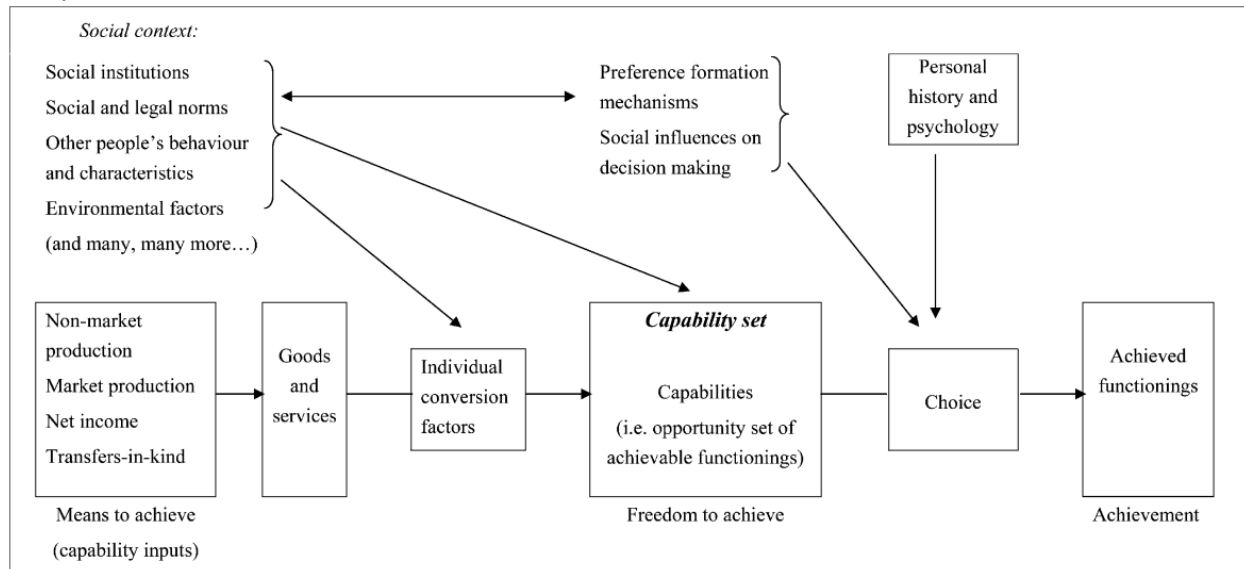 Social context:
Social institutions
Social and legal norms
Other people’s behaviour
and characteristics
Environmental factors
(and many, many more…)
Preference formation
mechanisms
Social influences on
decision making
Personal
history and
psychology
Non-market
production
Market production
Net income
Transfers-in-kind
Means to achieve
(capability inputs)
Goods
and
services
Individual
conversion
factors
Capability set
Capabilities
(i.e. opportunity set of
achievable functionings)
Freedom to achieve
Choice
Achieved
functionings
Achievement